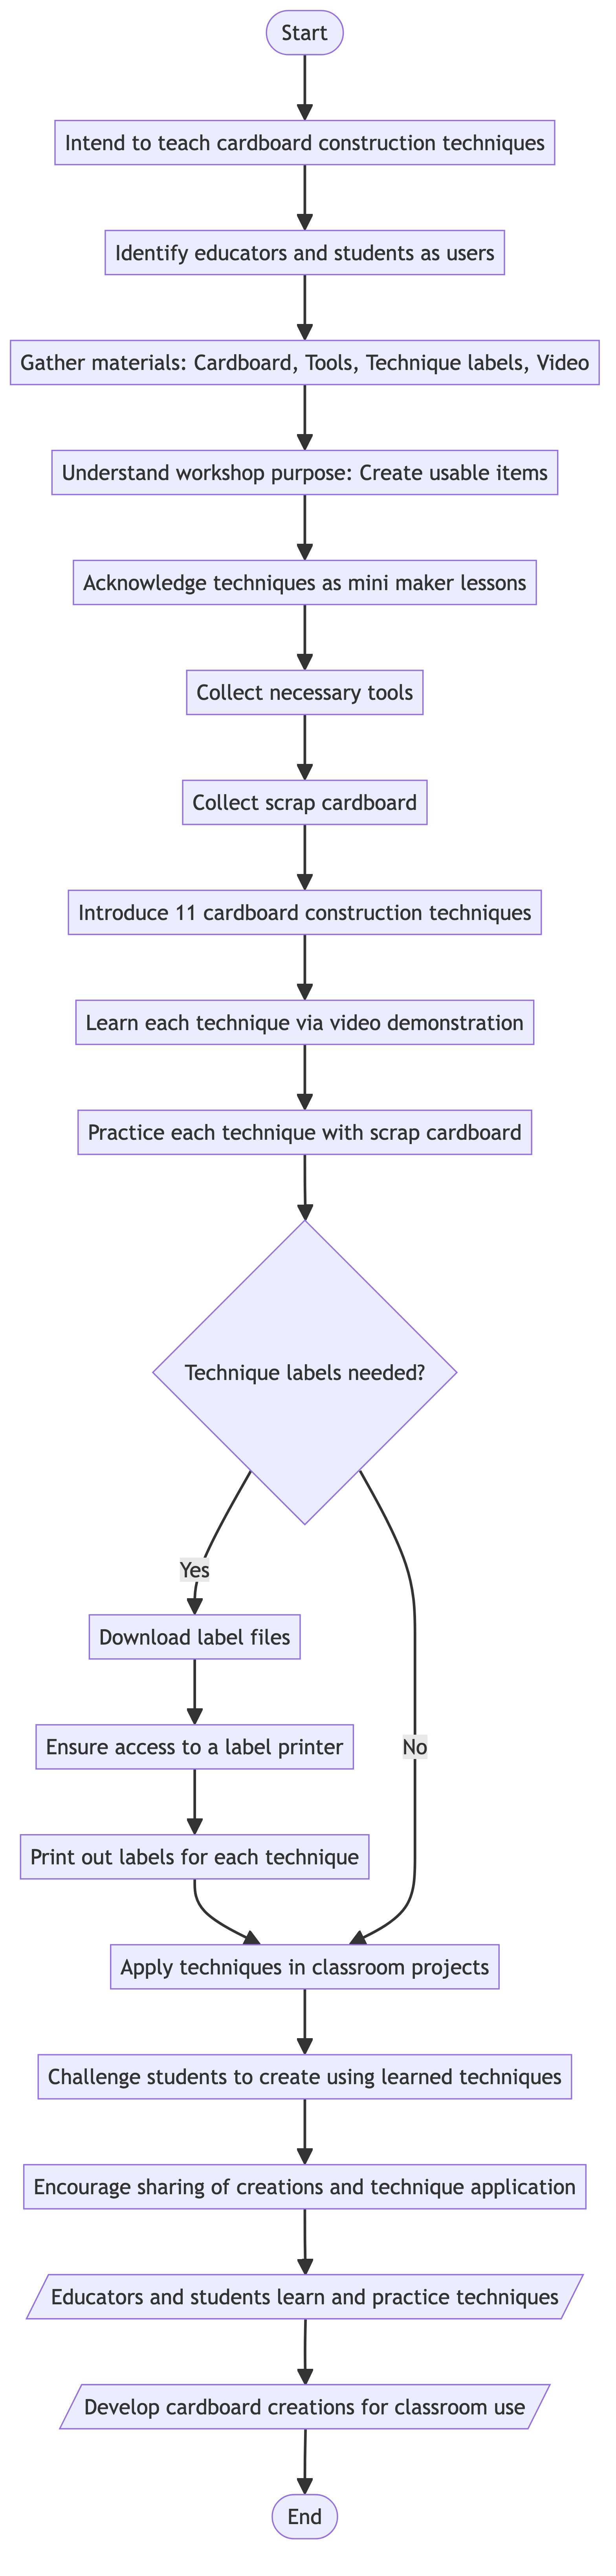 Start
Intend to teach cardboard construction techniques
Identify educators and students as users
Gather materials: Cardboard, Tools, Technique labels, Video
Understand workshop purpose: Create usable items
Acknowledge techniques as mini maker lessons
Collect necessary tools
Collect scrap cardboard
Introduce 11 cardboard construction techniques
Learn each technique via video demonstration
Practice each technique with scrap cardboard
Technique labels needed?
Yes
Download label files
Ensure access to a label printer
No
Print out labels for each technique
Apply techniques in classroom projects
Challenge students to create using learned techniques
Encourage sharing of creations and technique application
Educators and students learn and practice techniques
Develop cardboard creations for classroom use
End